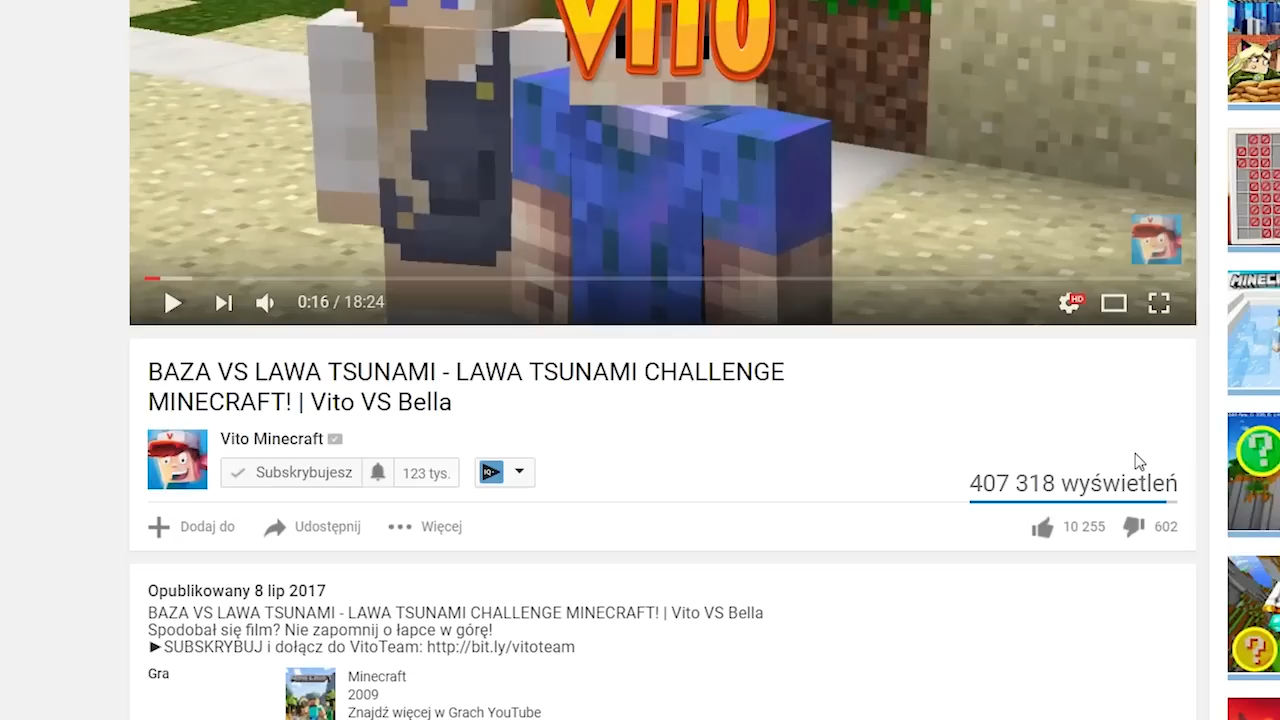 VITO
0:16 / 18:24
HD
BAZA VS LAWA TSUNAMI - LAWA TSUNAMI CHALLENGE
MINECRAFT! | Vito VS Bella
Vito Minecraft
Subskrybujesz
123 tys.
407 318 wyświetleń
Dodaj do
Udostępnij
Więcej
10 255
602
Opublikowany 8 lip 2017
BAZA VS LAWA TSUNAMI - LAWA TSUNAMI CHALLENGE MINECRAFT! | Vito VS Bella
Spodobał się film? Nie zapomnij o łapce w górę!
►SUBSKRYBUJ i dołącz do VitoTeam: http://bit.ly/vitoteam
Gra
Minecraft
2009
Znajdź więcej w Grach YouTube